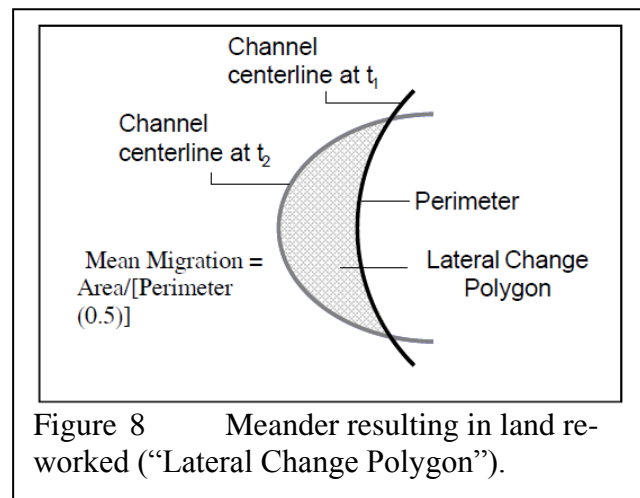 Channel
centerline at t1
Channel
centerline at t2
Perimeter
Mean Migration =
Area/[Perimeter
(0.5)]
Lateral Change
Polygon
Figure 8 Meander resulting in land re-
worked (“Lateral Change Polygon”).